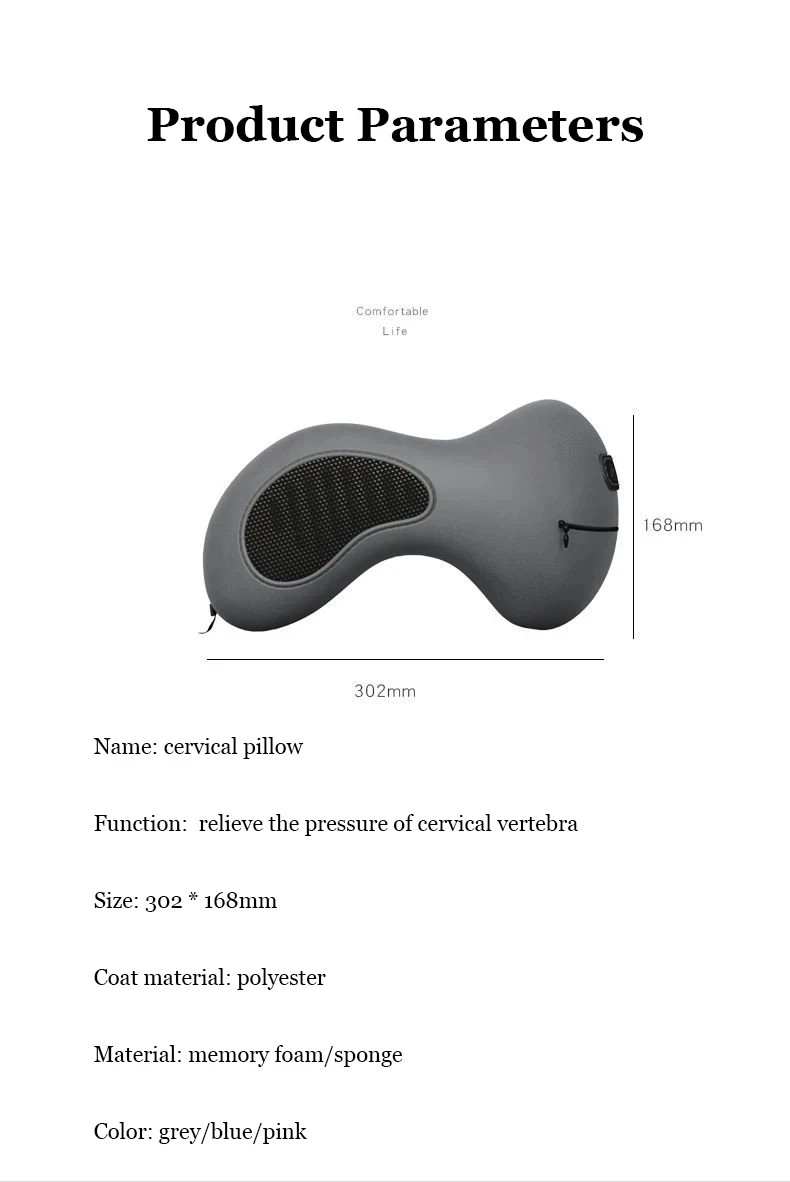 Product Parameters
Comfortable
Life
168mm
302mm
Name: cervical pillow
Function:  relieve the pressure of cervical vertebra
Size: 302 * 168mm
Coat material: polyester
Material: memory foam/sponge
Color: grey/blue/pink